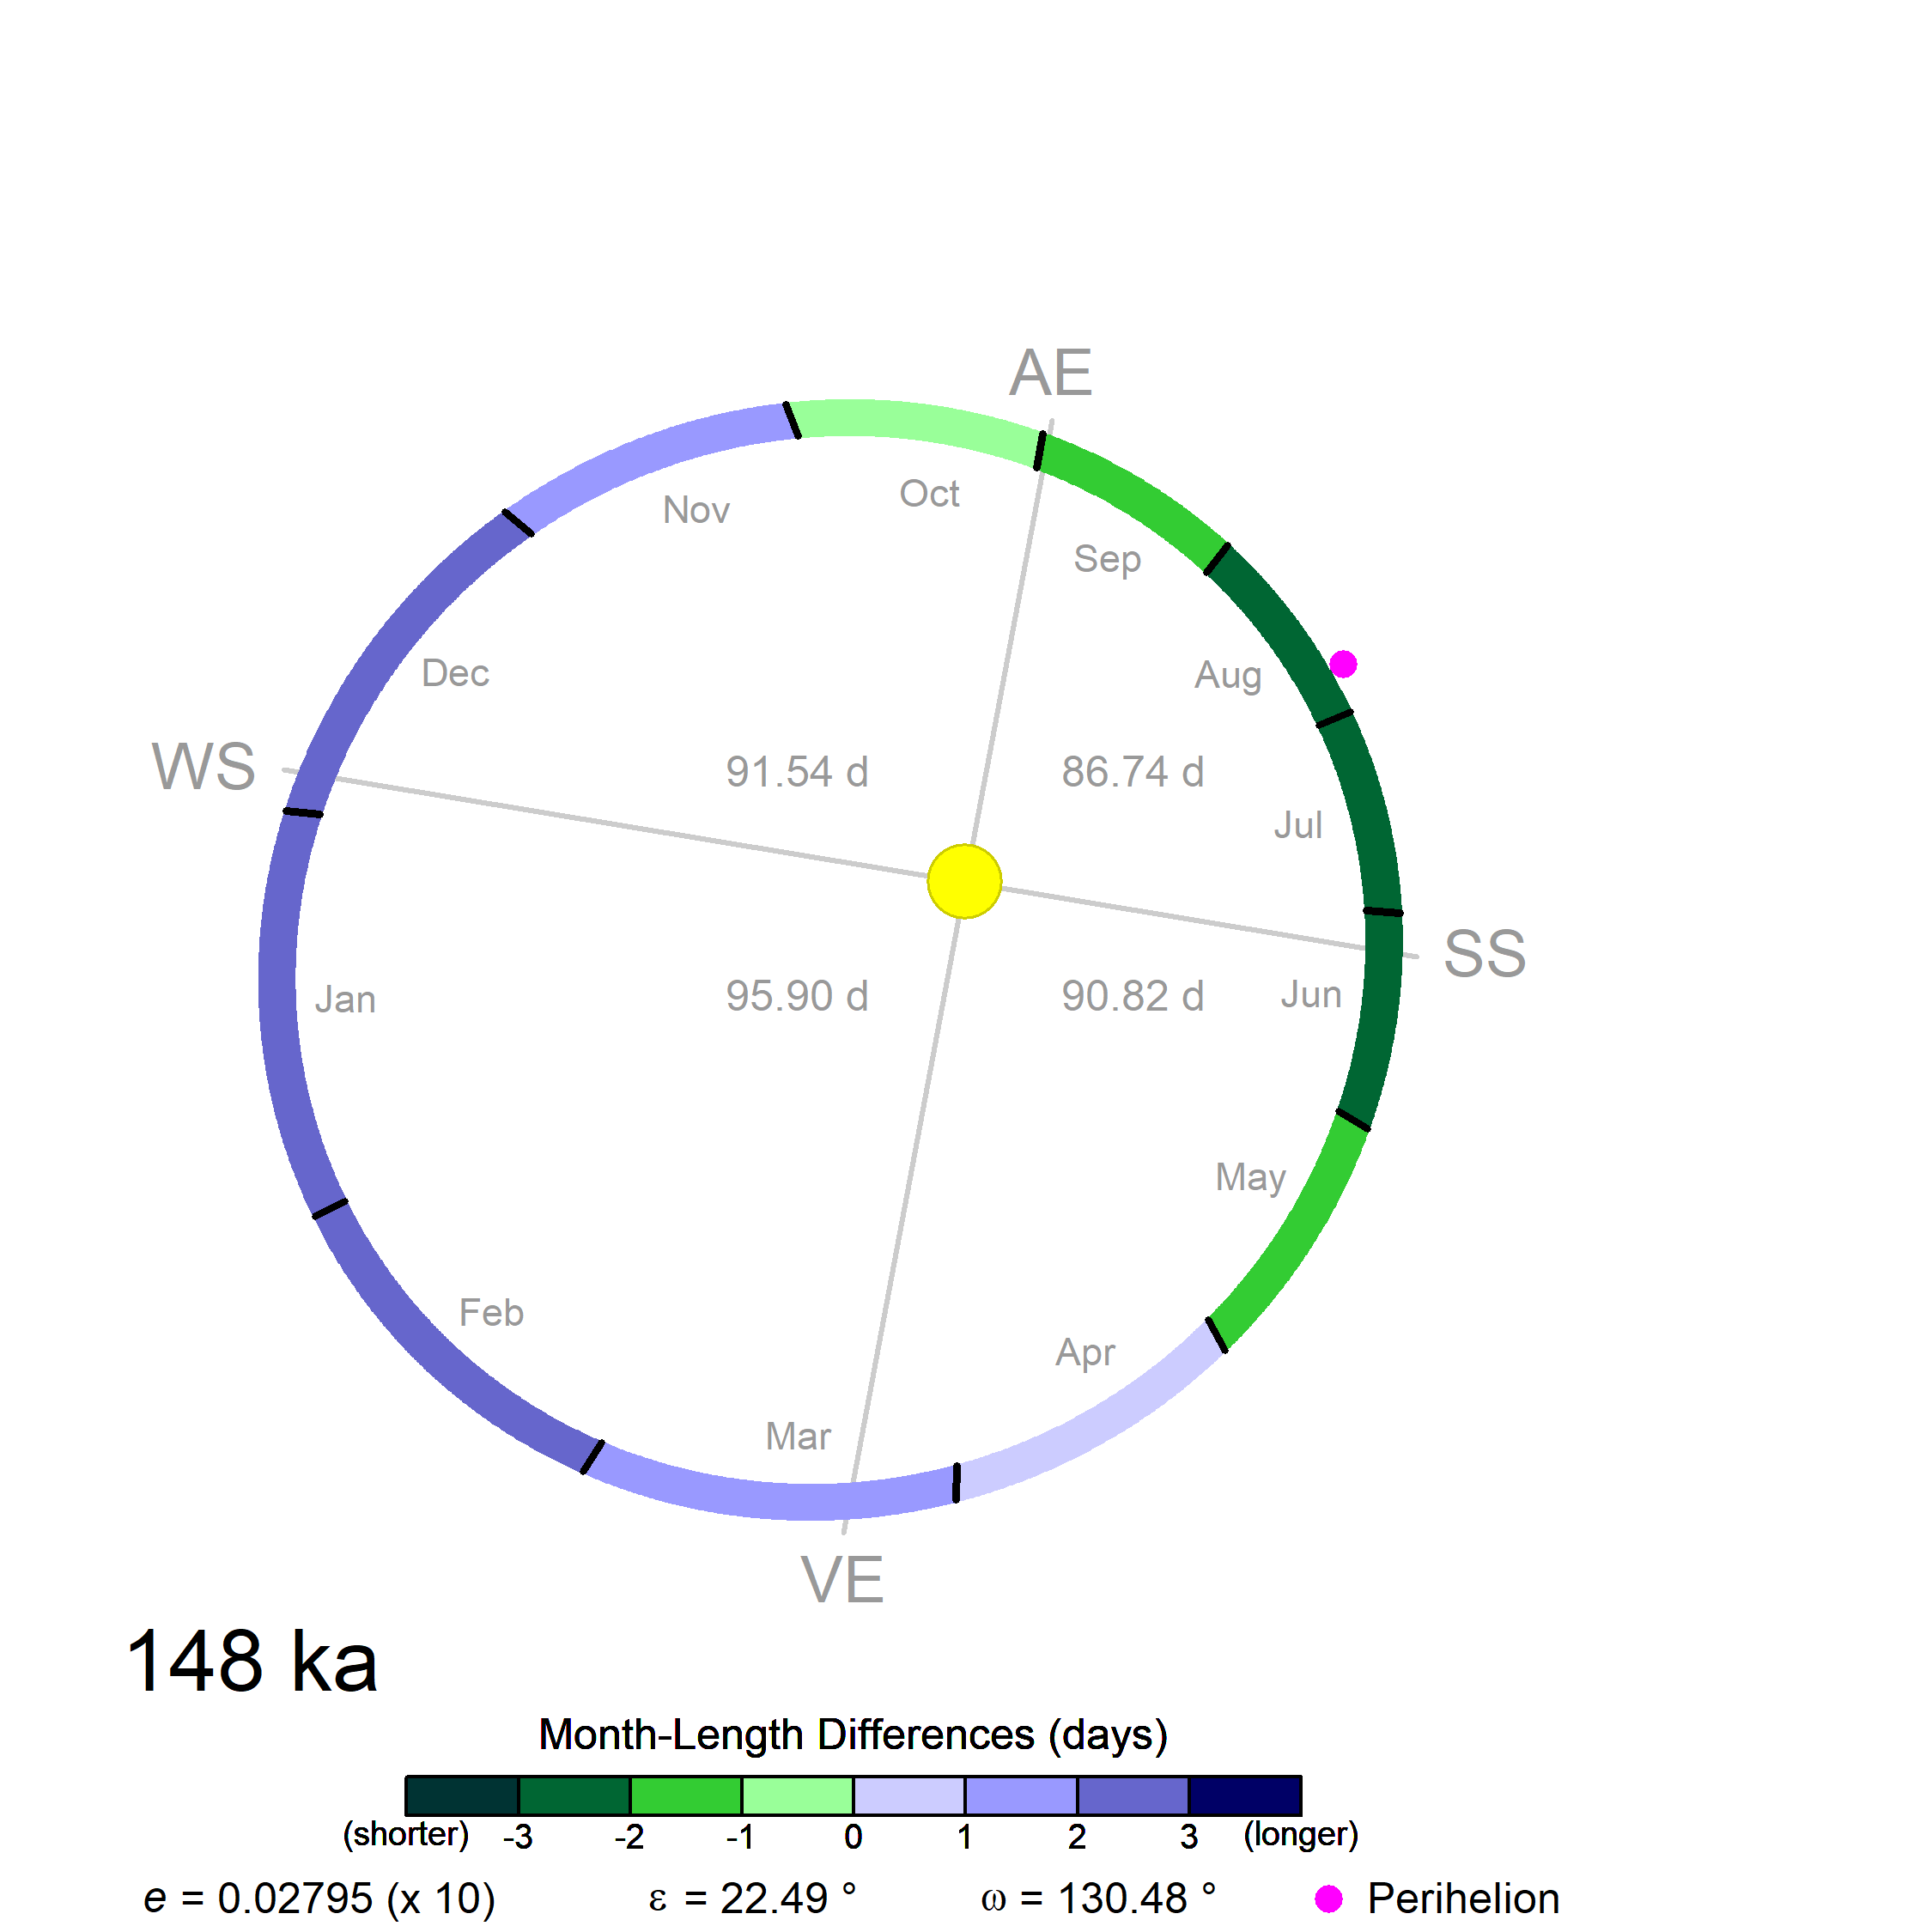 AE
Nov
Oct
Sep
Dec
Aug
WS
91.54 d
86.74 d
Jul
SS
Jan
95.90 d
90.82 d
Jun
May
Feb
Apr
Mar
VE
148 ka
Month-Length Differences (days)
(shorter) -3 -2 -1 0 1 2 3 (longer)
e = 0.02795 (x 10) ε = 22.49 ° ω = 130.48 ° Perihelion